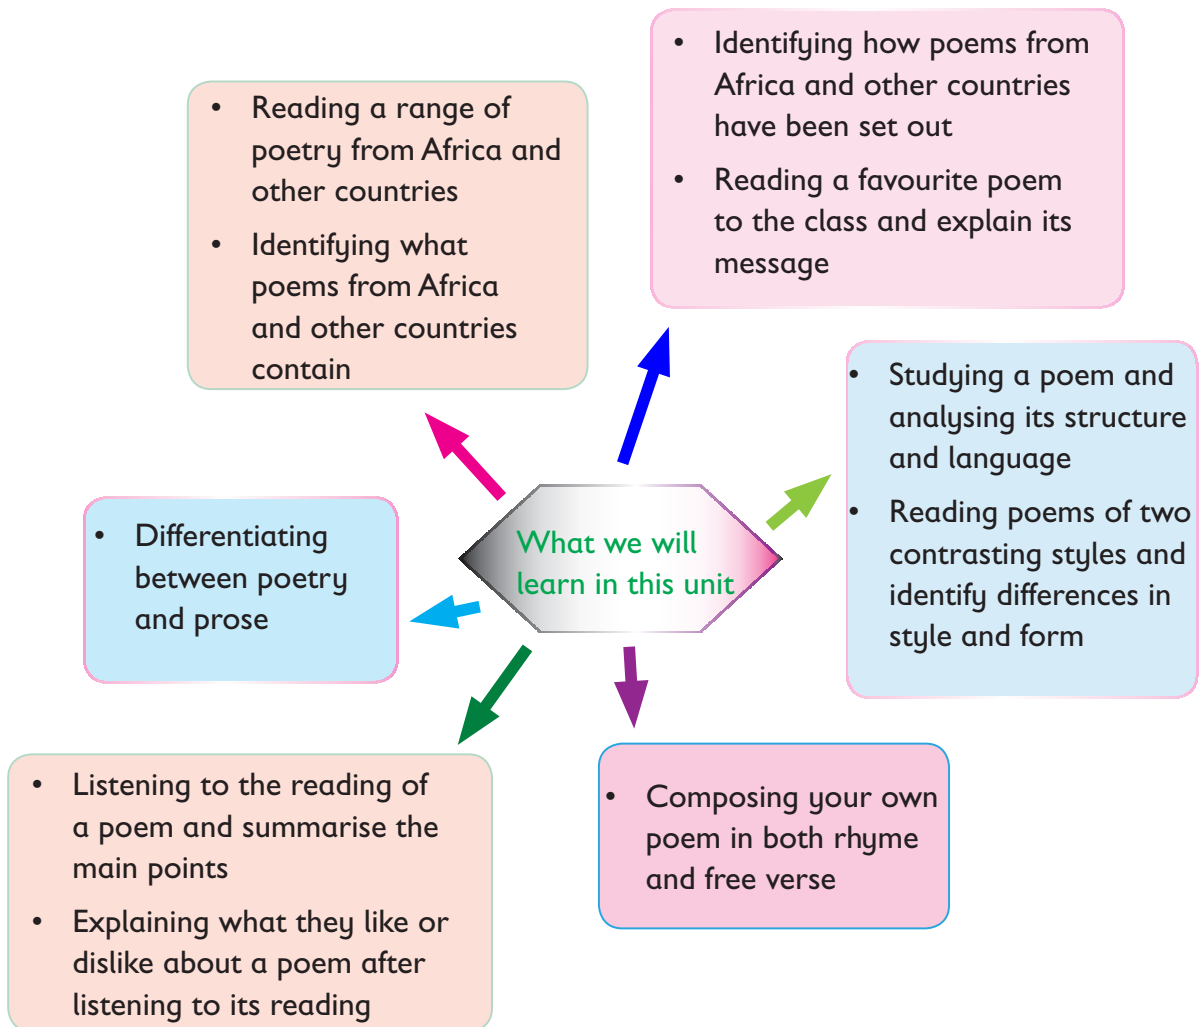 • Identifying how poems from
Africa and other countries
have been set out
• Reading a favourite poem
to the class and explain its
message
• Reading a range of
poetry from Africa and
other countries
• Identifying what
poems from Africa
and other countries
contain
• Studying a poem and
analysing its structure
and language
• Reading poems of two
contrasting styles and
identify differences in
style and form
What we will
learn in this unit
• Differentiating
between poetry
and prose
• Listening to the reading of
a poem and summarise the
main points
• Explaining what they like or
dislike about a poem after
listening to its reading
• Composing your own
poem in both rhyme
and free verse